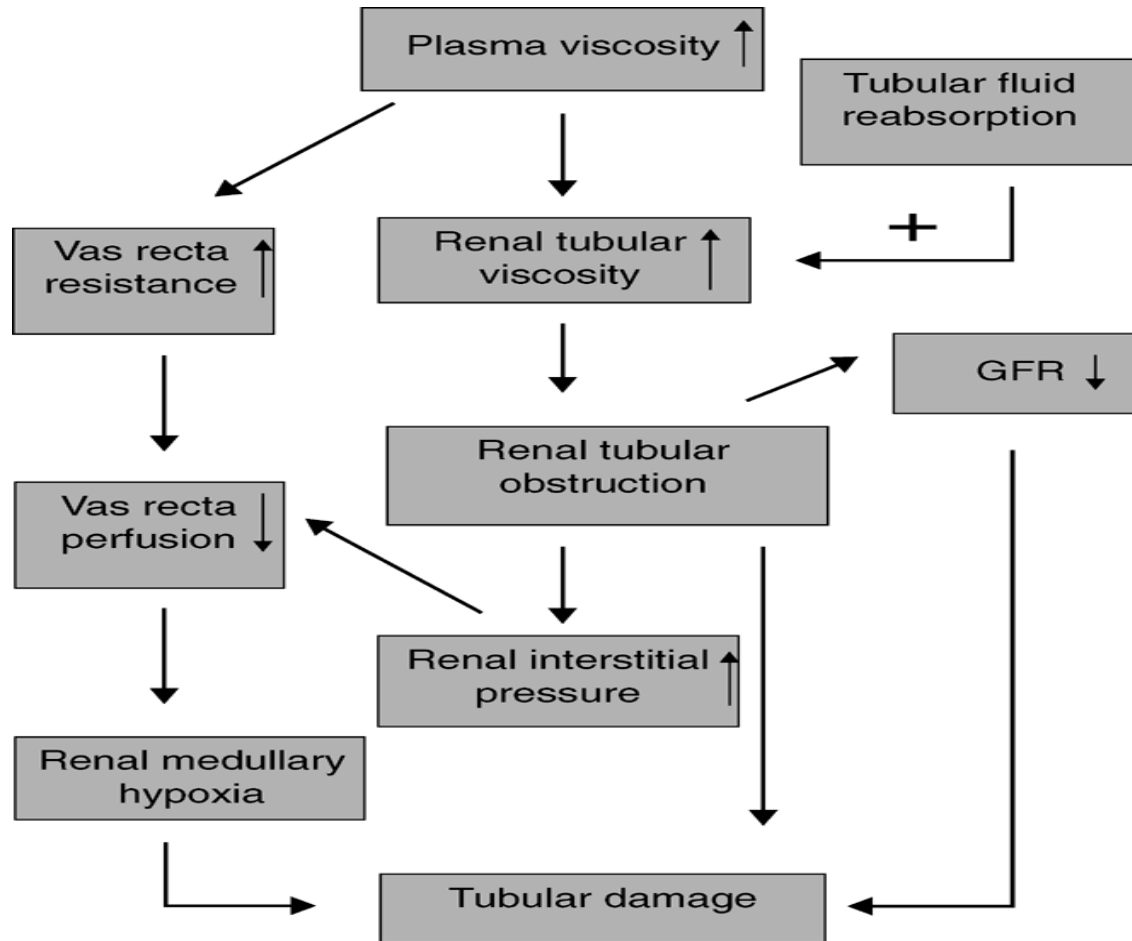 Plasma viscosity ↑
Tubular fluid
reabsorption
+
Vas recta
resistance ↑
Renal tubular
viscosity ↑
GFR ↓
Renal tubular
obstruction
Vas recta
perfusion ↓
Renal interstitial ↑
pressure
Renal medullary
hypoxia
Tubular damage